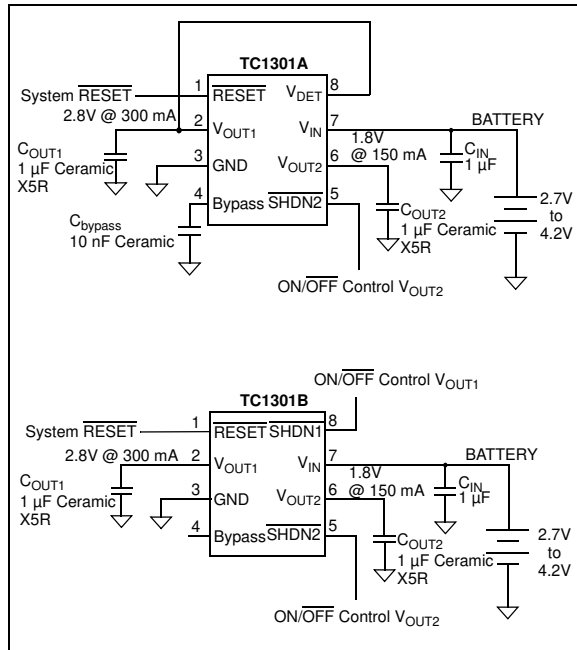 TC1301A
System RESET
1
RESET
VDET
8
2.8V @ 300 mA
2
VOUT1
VIN
7
BATTERY
COUT1
1 µF Ceramic
X5R
3
GND
VOUT2
6
1.8V
@ 150 mA
CIN
1 µF
4
Bypass
SHDN2
5
Cbypass
10 nF Ceramic
COUT2
1 µF Ceramic
X5R
2.7V
to
4.2V
ON/OFF Control VOUT2
ON/OFF Control VOUT1
TC1301B
System RESET
1
RESET
SHDN1
8
2.8V @ 300 mA
2
VOUT1
VIN
7
BATTERY
COUT1
1 µF Ceramic
X5R
3
GND
VOUT2
6
1.8V
@ 150 mA
CIN
1 µF
4
Bypass
SHDN2
5
COUT2
1 µF Ceramic
X5R
2.7V
to
4.2V
ON/OFF Control VOUT2